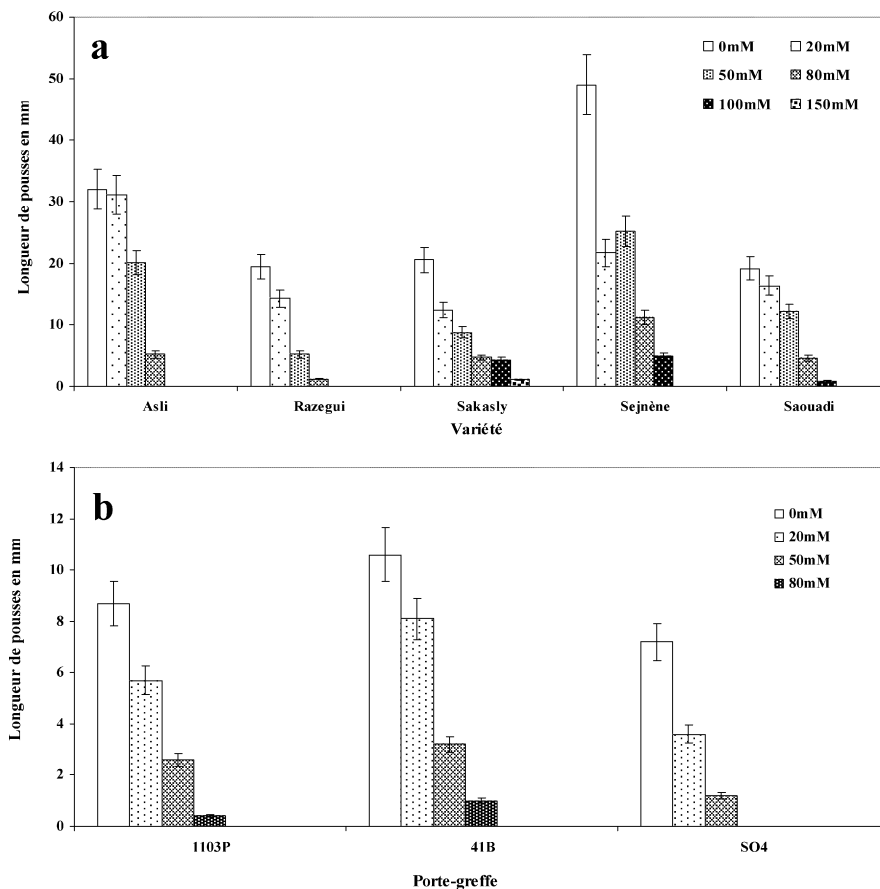 60
a
0mM 20mM
50mM 80mM
100mM 150mM
50
40
30
20
10
0
Longueur de pousses en mm
Asli Razegui Sakasly Sejnène Saouadi
Variété
14
b
0mM
20mM
50mM
80mM
12
10
8
6
4
2
0
Longueur de pousses en mm
1103P 41B SO4
Porte-greffe